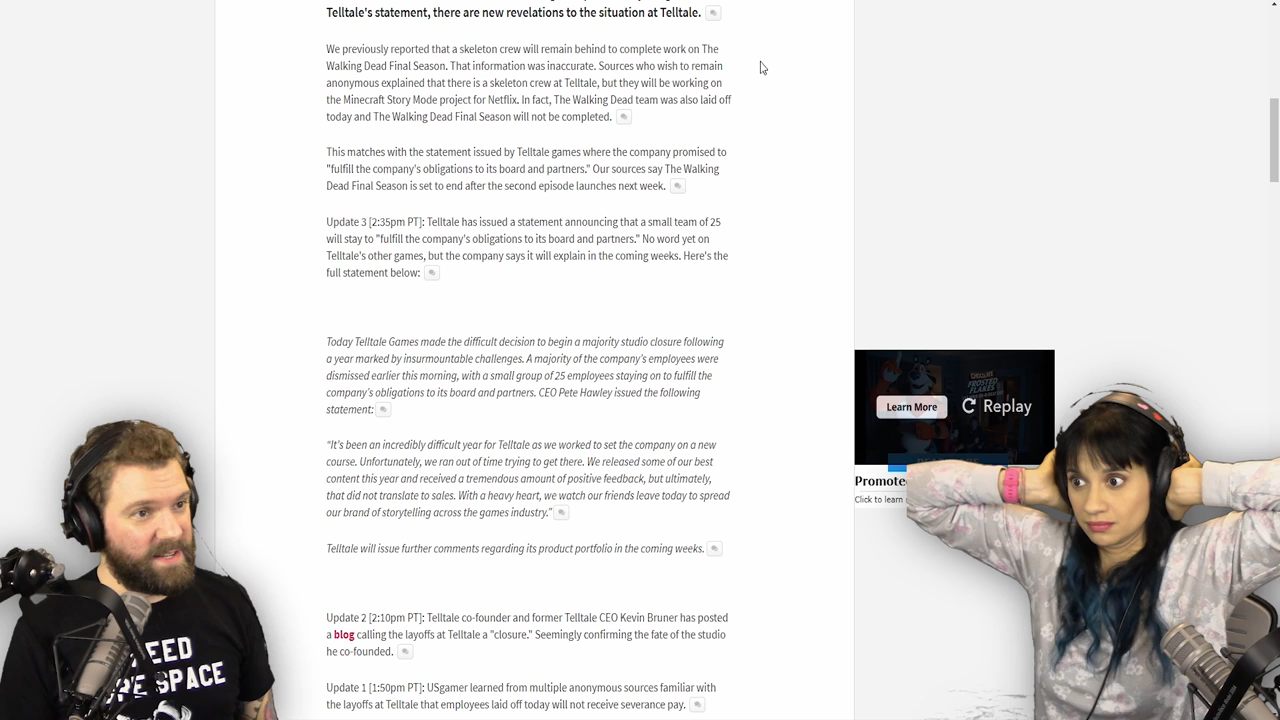 Telltale's statement, there are new revelations to the situation at Telltale.
We previously reported that a skeleton crew will remain behind to complete work on The
Walking Dead Final Season. That information was inaccurate. Sources who wish to remain
anonymous explained that there is a skeleton crew at Telltale, but they will be working on
the Minecraft Story Mode project for Netflix. In fact, The Walking Dead team was also laid off
today and The Walking Dead Final Season will not be completed.
This matches with the statement issued by Telltale games where the company promised to
"fulfill the company's obligations to its board and partners." Our sources say The Walking
Dead Final Season is set to end after the second episode launches next week.
Update 3 [2:35pm PT]: Telltale has issued a statement announcing that a small team of 25
will stay to "fulfill the company's obligations to its board and partners." No word yet on
Telltale's other games, but the company says it will explain in the coming weeks. Here's the
full statement below:
Today Telltale Games made the difficult decision to begin a majority studio closure following
a year marked by insurmountable challenges. A majority of the company's employees were
dismissed earlier this morning, with a small group of 25 employees staying on to fulfill the
company's obligations to its board and partners. CEO Pete Hawley issued the following
statement:
"It's been an incredibly difficult year for Telltale as we worked to set the company on a new
course. Unfortunately, we ran out of time trying to get there. We released some of our best
content this year and received a tremendous amount of positive feedback, but ultimately,
that did not translate to sales. With a heavy heart, we watch our friends leave today to spread
our brand of storytelling across the games industry."
Telltale will issue further comments regarding its product portfolio in the coming weeks.
Update 2 [2:10pm PT]: Telltale co-founder and former Telltale CEO Kevin Bruner has posted
a blog calling the layoffs at Telltale a "closure." Seemingly confirming the fate of the studio
he co-founded.
Update 1 [1:50pm PT]: USgamer learned from multiple anonymous sources familiar with
the layoffs at Telltale that employees laid off today will not receive severance pay.
FROSTED
FLAKES
Learn More
Replay
Promote
Click to learn
EED
SPACE